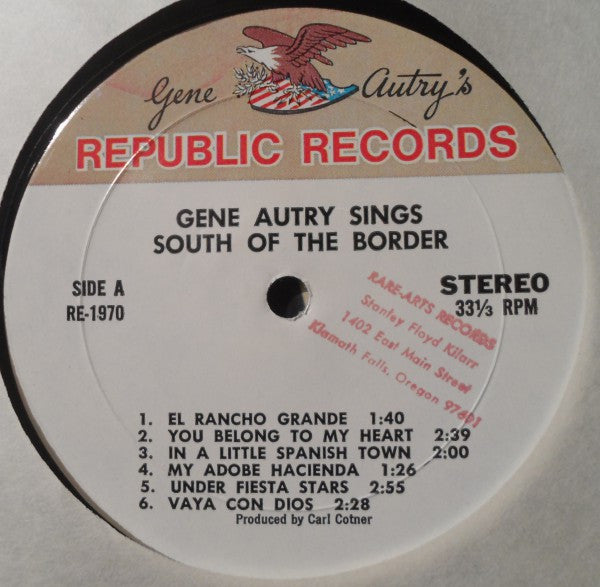 Gene Autry's
REPUBLIC RECORDS
GENE AUTRY SINGS
SOUTH OF THE BORDER
SIDE A
RE-1970
STEREO
33⅓ RPM
RARE-ARTS RECORDS
Stanley Floyd Kilarr
1402 East Main Street
Klamath Falls, Oregon 97601
1. EL RANCHO GRANDE 1:40
2. YOU BELONG TO MY HEART 2:39
3. IN A LITTLE SPANISH TOWN 2:00
4. MY ADOBE HACIENDA 1:26
5. UNDER FIESTA STARS 2:55
6. VAYA CON DIOS 2:28
Produced by Carl Cotner